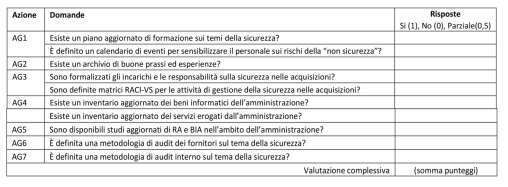 Azione Domande Risposte
Si (1), No (0), Parziale(0,5)
AG1 Esiste un piano aggiornato di formazione sui temi della sicurezza?
È definito un calendario di eventi per sensibilizzare il personale sui rischi della "non sicurezza"?
AG2 Esiste un archivio di buone prassi ed esperienze?
AG3 Sono formalizzati gli incarichi e le responsabilità sulla sicurezza nelle acquisizioni?
Sono definite matrici RACI-VS per le attività di gestione della sicurezza nelle acquisizioni?
AG4 Esiste un inventario aggiornato dei beni informatici dell'amministrazione?
Esiste un inventario aggiornato dei servizi erogati dall'amministrazione?
AG5 Sono disponibili studi aggiornati di RA e BIA nell'ambito dell'amministrazione?
AG6 È definita una metodologia di audit dei fornitori sul tema della sicurezza?
AG7 È definita una metodologia di audit interno sul tema della sicurezza?
Valutazione complessiva (somma punteggi)